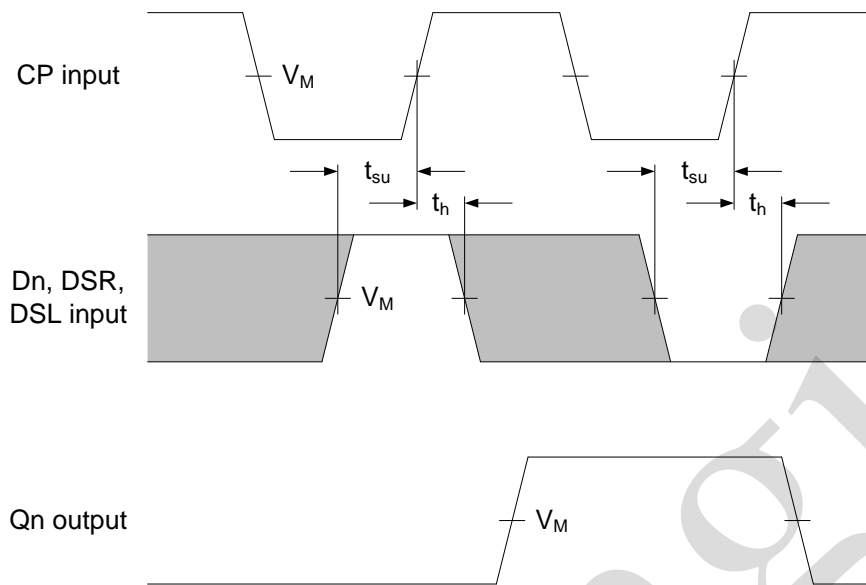 CP input
V_M
t_su
t_su
t_h
t_h
Dn, DSR,
DSL input
V_M
Qn output
V_M